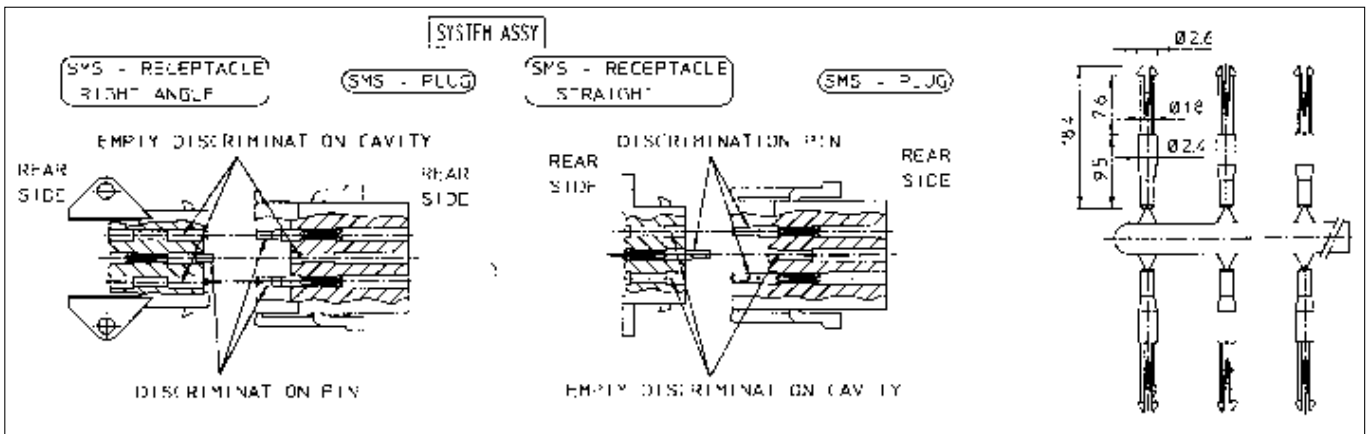 SYSTEM ASSY
SMS - RECEPTACLE
RIGHT ANGLE
SMS - PLUG
SMS - RECEPTACLE
STRAIGHT
SMS - PLUG
EMPTY DISCRIMINATION CAVITY
DISCRIMINATION PIN
REAR
SIDE
REAR
SIDE
REAR
SIDE
REAR
SIDE
DISCRIMINATION PIN
EMPTY DISCRIMINATION CAVITY
Ø2.6
7.6
Ø1.8
Ø2.4
9.5